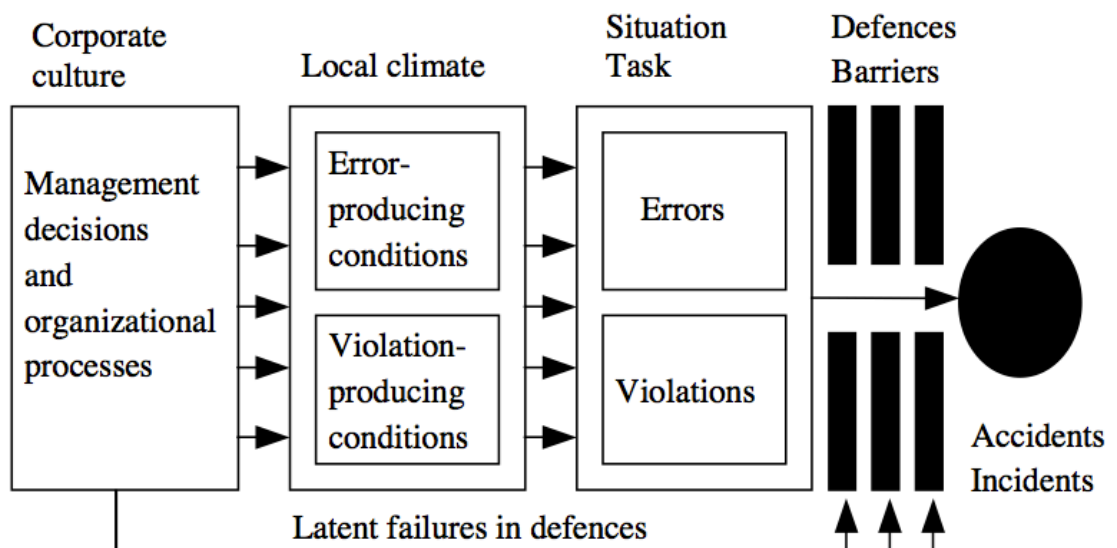 Corporate
culture
Local climate
Situation
Task
Defences
Barriers
Management
decisions
and
organizational
processes
Error-
producing
conditions
Violation-
producing
conditions
Errors
Violations
Accidents
Incidents
Latent failures in defences